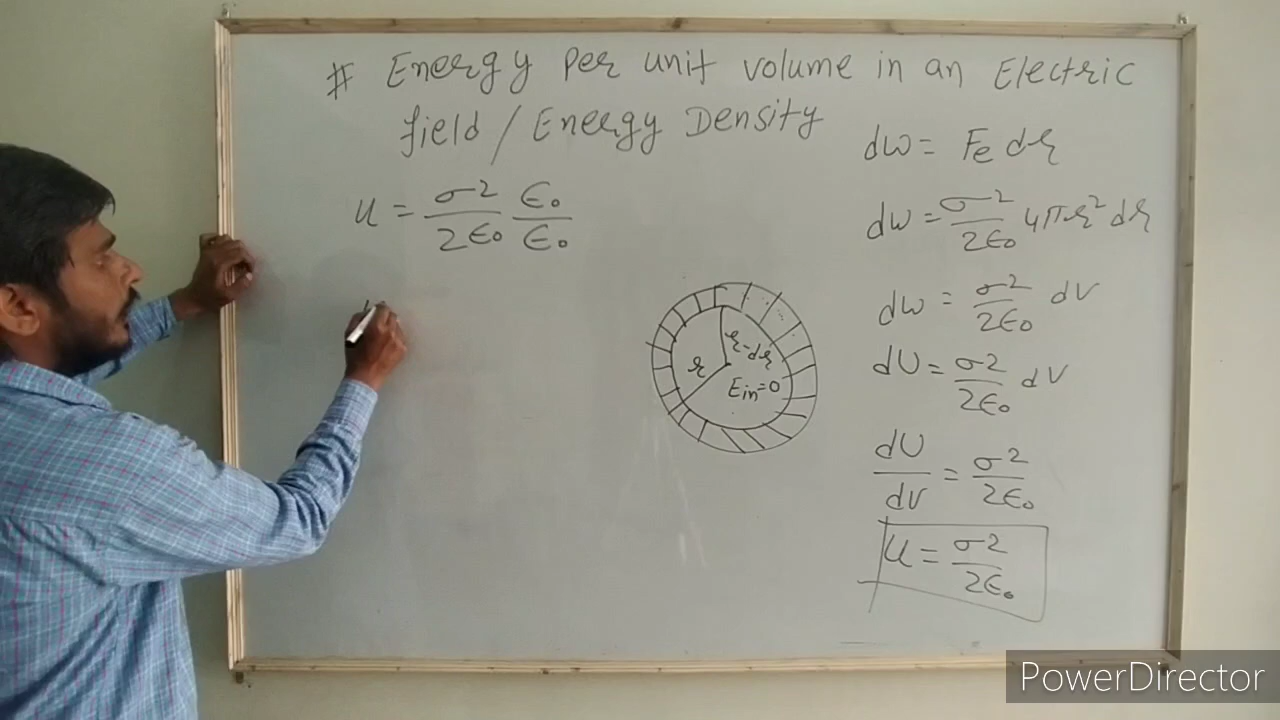 # Energy Per unit volume in an Electric
field / Energy Density
u = σ²/2ϵ₀ ϵ₀/ϵ₀
r-dr
r
Ein=0
dw = Fe dr
dw = σ²/2ϵ₀ 4πr² dr
dw = σ²/2ϵ₀ dv
dU = σ²/2ϵ₀ dV
dU/dv = σ²/2ϵ₀
u = σ²/2ϵ₀
PowerDirector